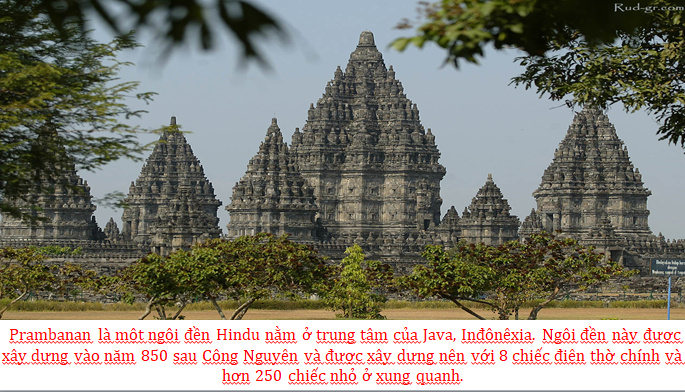 Rud-gr.com
Prambanan là một ngôi đền Hindu nằm ở trung tâm của Java, Inđônêxia. Ngôi đền này được
xây dựng vào năm 850 sau Công Nguyên và được xây dựng nên với 8 chiếc điện thờ chính và
hơn 250 chiếc nhỏ ở xung quanh.